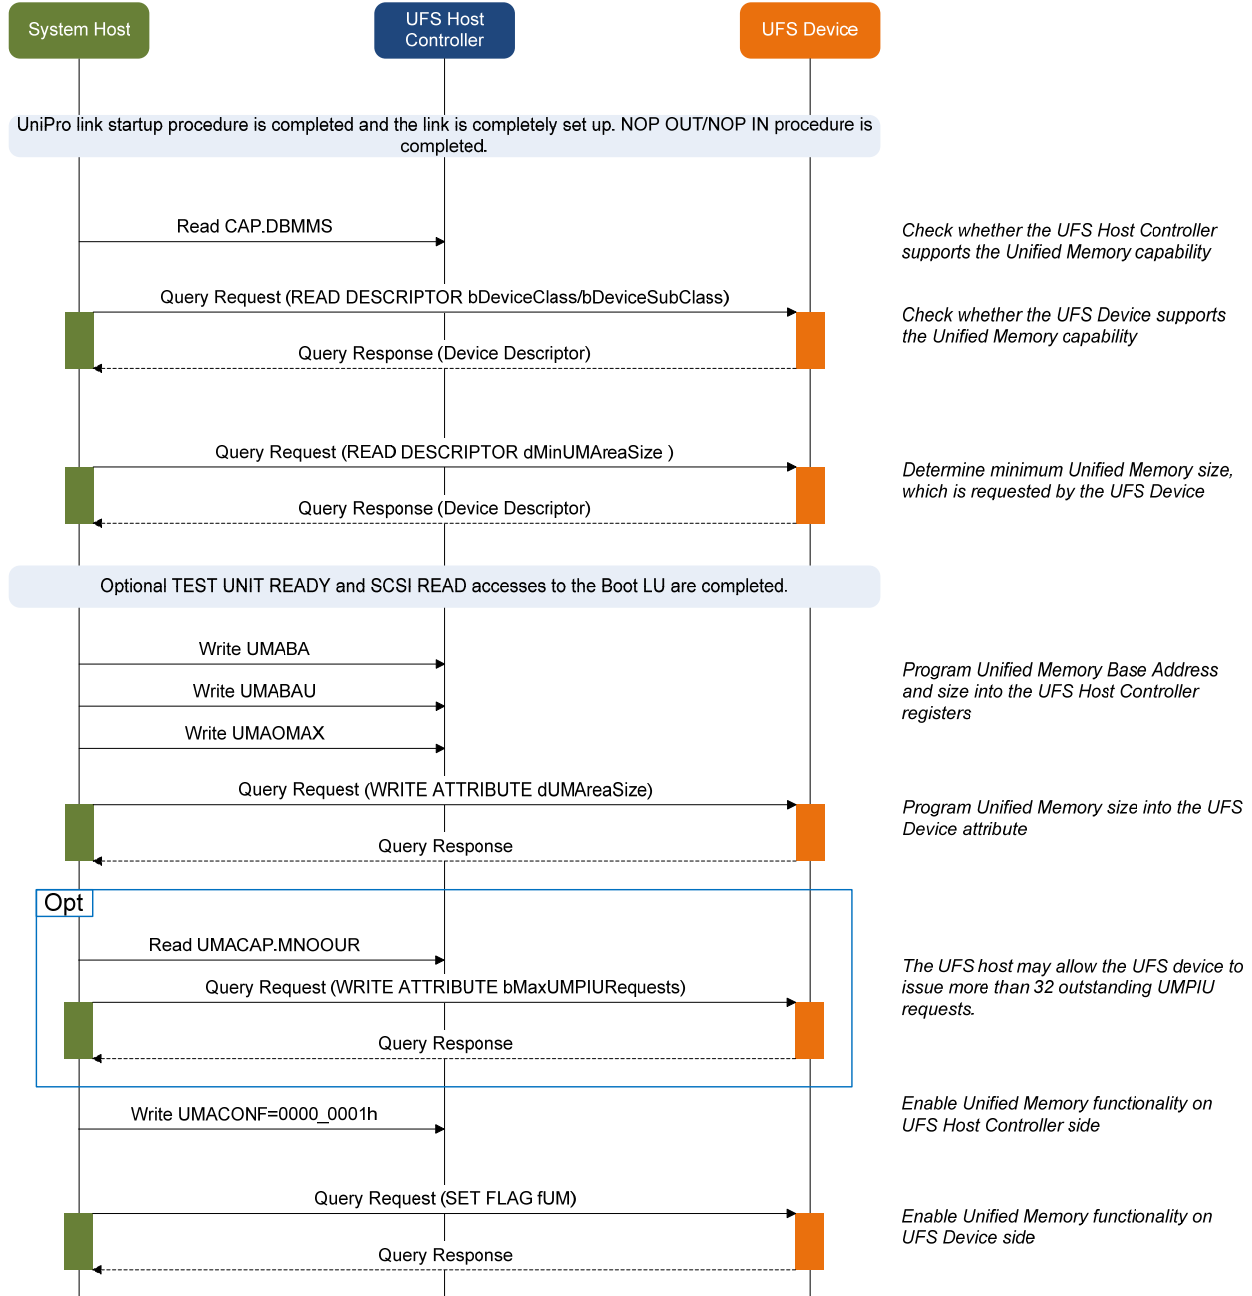 System Host
UFS Host
Controller
UFS Device
UniPro link startup procedure is completed and the link is completely set up. NOP OUT/NOP IN procedure is
completed.
Read CAP.DBMMS
Check whether the UFS Host Controller
supports the Unified Memory capability
Query Request (READ DESCRIPTOR bDeviceClass/bDeviceSubClass)
Check whether the UFS Device supports
the Unified Memory capability
Query Response (Device Descriptor)
Query Request (READ DESCRIPTOR dMinUMAreaSize )
Determine minimum Unified Memory size,
which is requested by the UFS Device
Query Response (Device Descriptor)
Optional TEST UNIT READY and SCSI READ accesses to the Boot LU are completed.
Write UMABA
Write UMABAU
Write UMAOMAX
Program Unified Memory Base Address
and size into the UFS Host Controller
registers
Query Request (WRITE ATTRIBUTE dUMAreaSize)
Program Unified Memory size into the UFS
Device attribute
Query Response
Opt
Read UMACAP.MNOOUR
Query Request (WRITE ATTRIBUTE bMaxUMPIURequests)
The UFS host may allow the UFS device to
issue more than 32 outstanding UMPIU
requests.
Query Response
Write UMACONF=0000_0001h
Enable Unified Memory functionality on
UFS Host Controller side
Query Request (SET FLAG fUM)
Enable Unified Memory functionality on
UFS Device side
Query Response